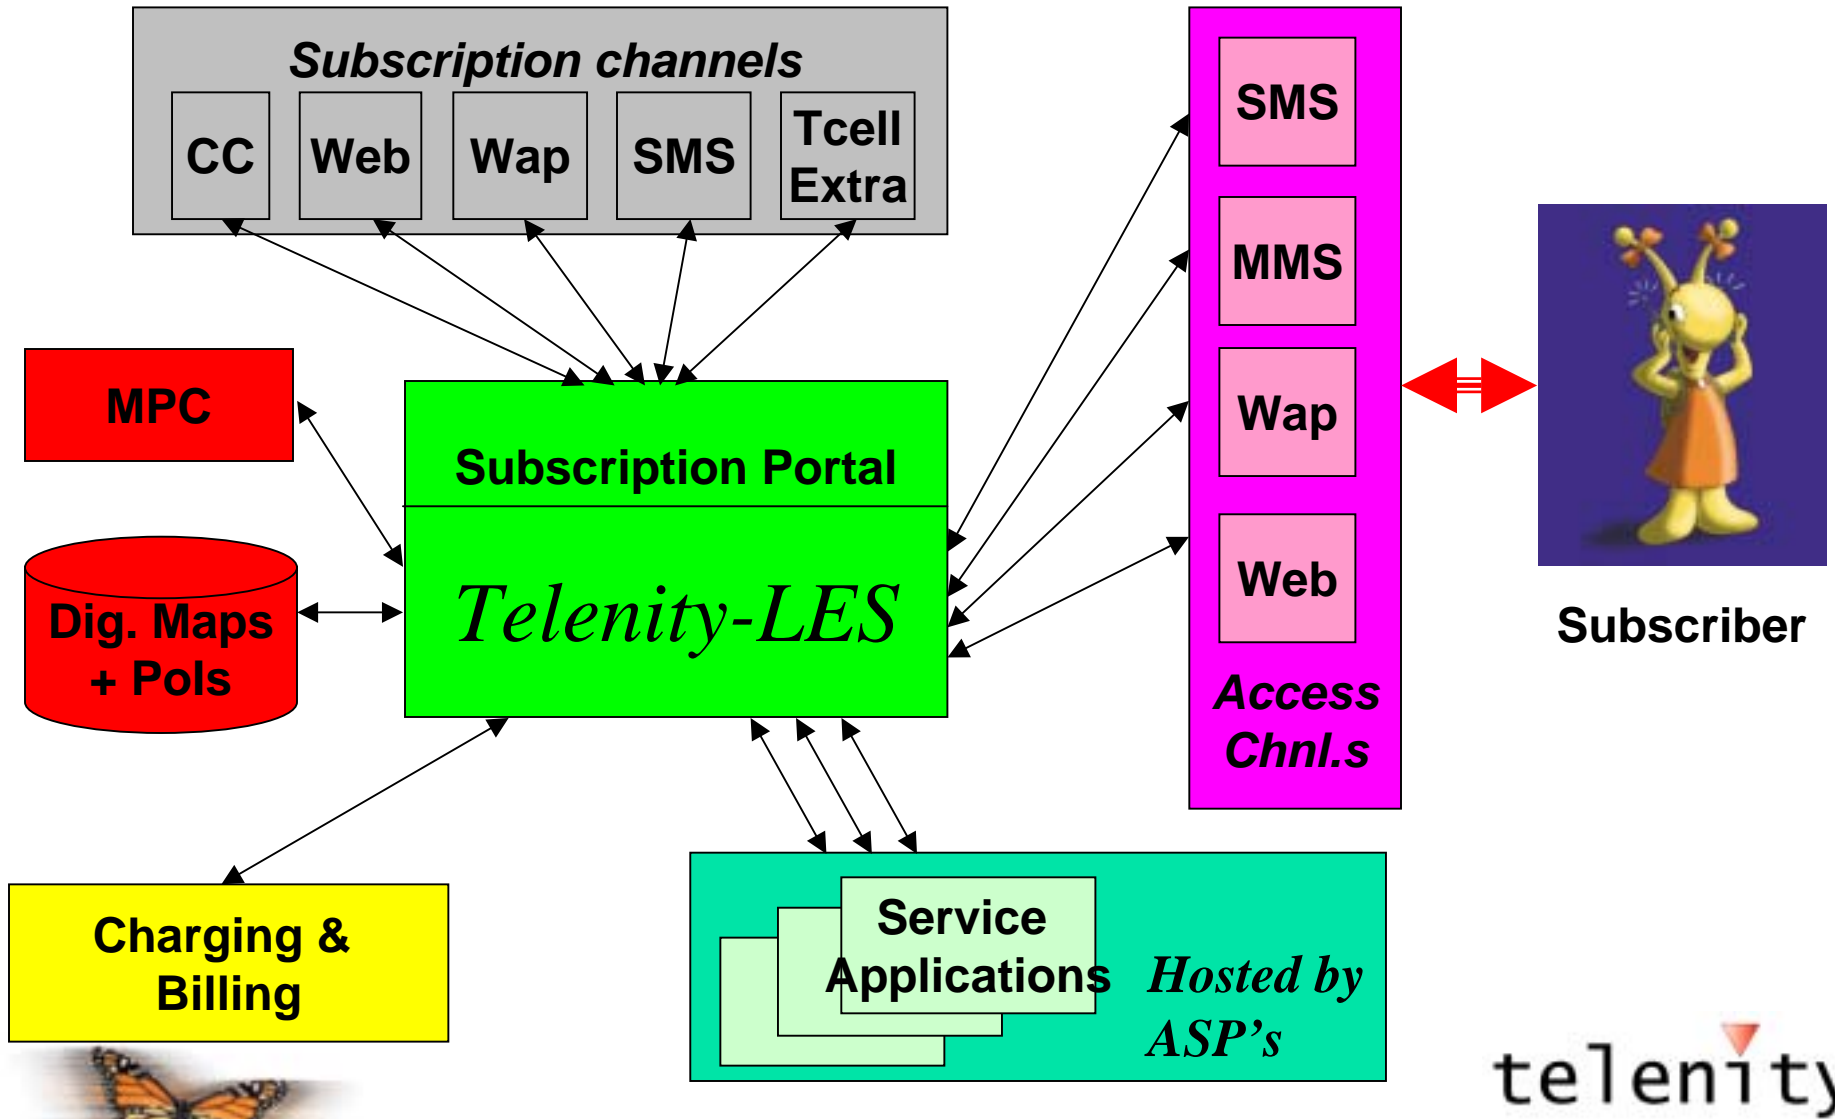 Subscription channels
CC
Web
Wap
SMS
Tcell
Extra
SMS
MMS
Wap
Web
Access
Chnl.s
Subscriber
MPC
Dig. Maps
+ PoIs
Subscription Portal
Telenity-LES
Charging &
Billing
Service
Applications
Hosted by
ASP’s
telenity